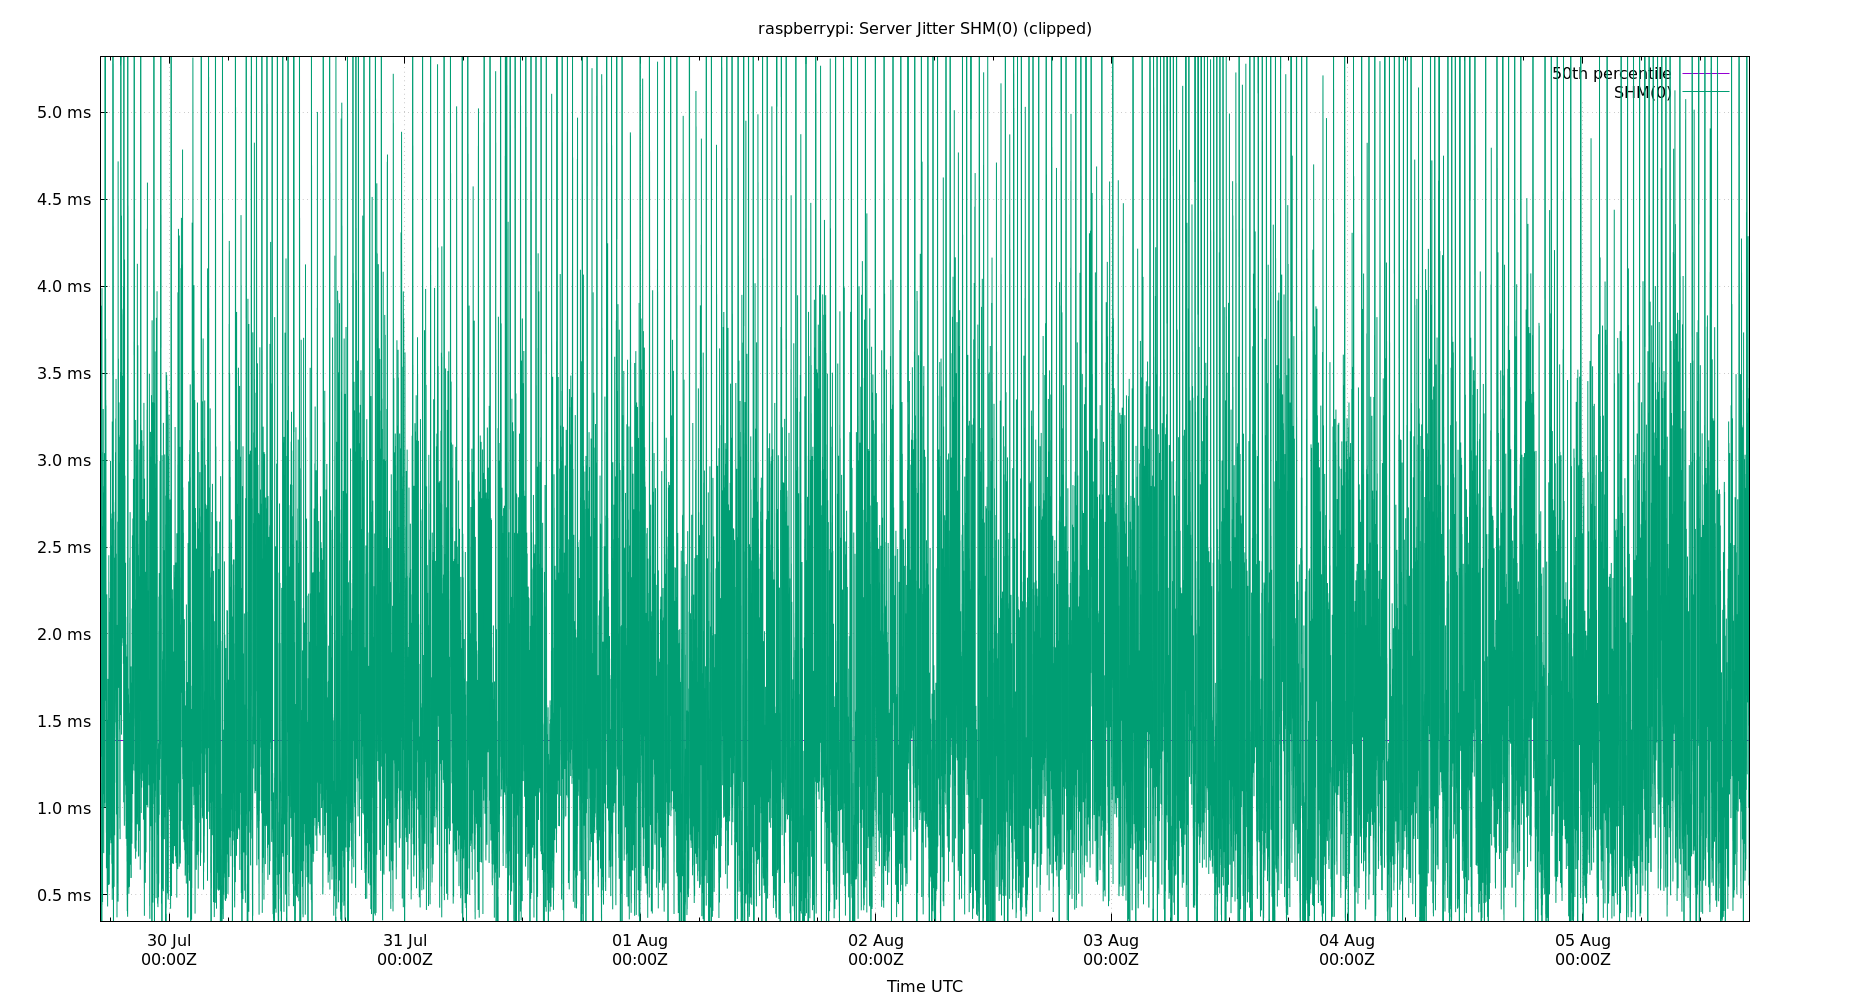 raspberrypi: Server Jitter SHM(0) (clipped)
50th percentile
SHM(0)
5.0 ms
4.5 ms
4.0 ms
3.5 ms
3.0 ms
2.5 ms
2.0 ms
1.5 ms
1.0 ms
0.5 ms
30 Jul 31 Jul 01 Aug 02 Aug 03 Aug 04 Aug 05 Aug
00:00Z 00:00Z 00:00Z 00:00Z 00:00Z 00:00Z 00:00Z
Time UTC